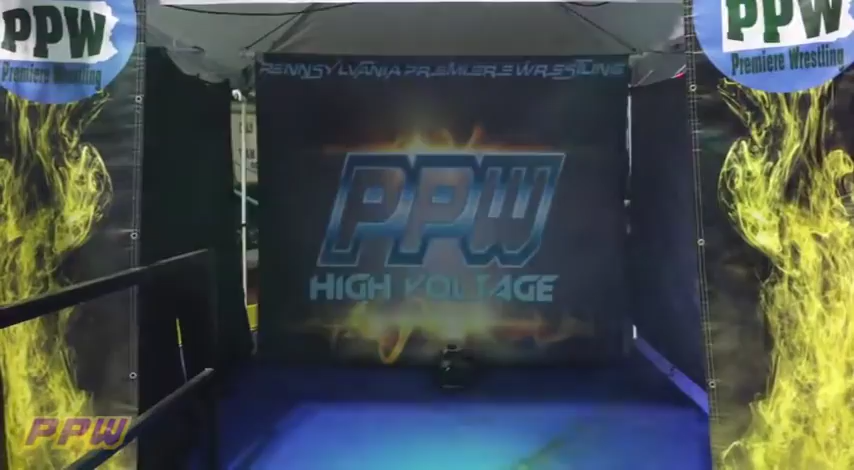 PPW
Premiere Wrestling
PENNSYLVANIA PREMIERE WRESTLING
PPW
HIGH VOLTAGE
PPW
Premiere Wrestling
PPW